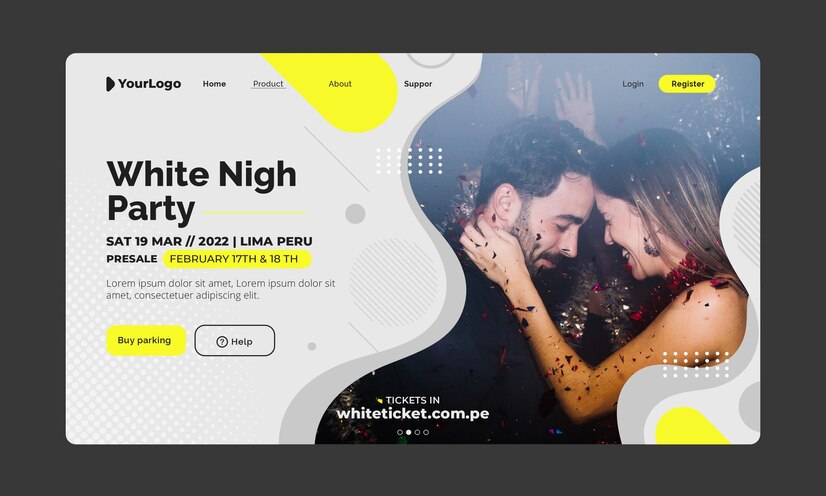 YourLogo Home Product About Suppor Login Register
White Nigh
Party
SAT 19 MAR // 2022 | LIMA PERU
PRESALE FEBRUARY 17TH & 18 TH
Lorem ipsum dolor sit amet, Lorem ipsum dolor sit
amet, consectetuer adipiscing elit.
Buy parking
Help
TICKETS IN
whiteticket.com.pe